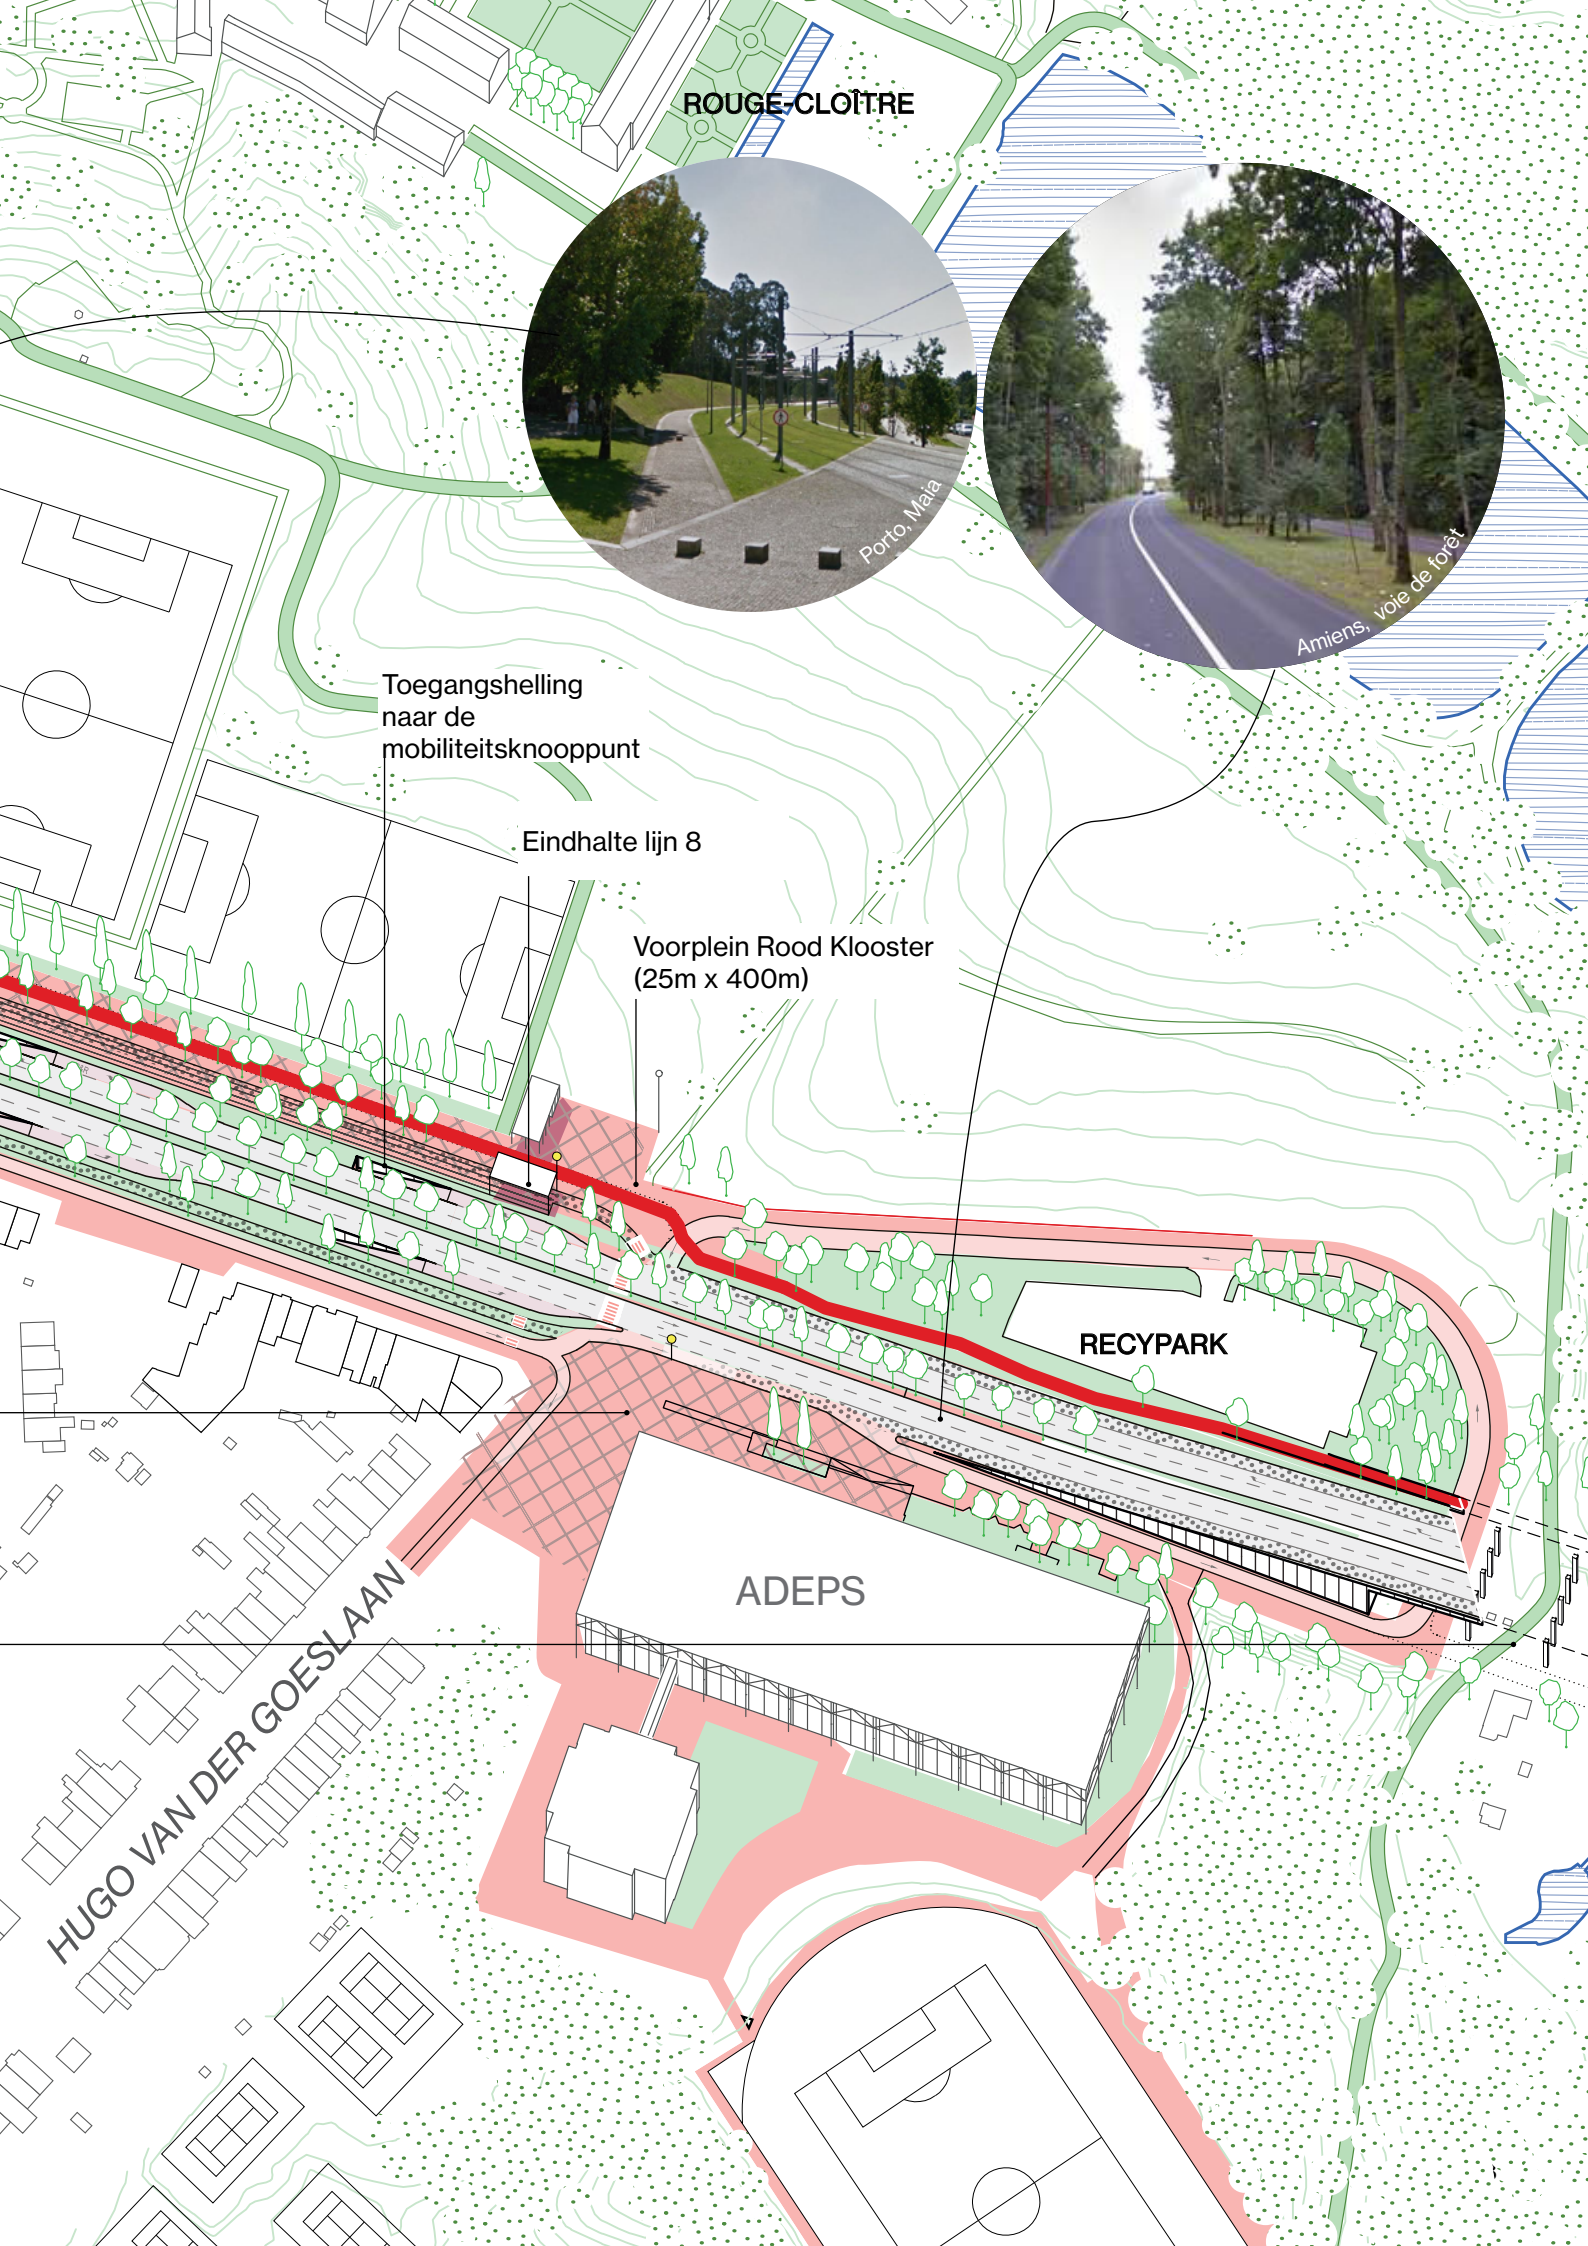 ROUGE-CLOÎTRE
Porto, Maia
Amiens, voie de forêt
Toegangshelling
naar de
mobiliteitsknooppunt
Eindhalte lijn 8
Voorplein Rood Klooster
(25m x 400m)
RECYPARK
ADEPS
HUGO VAN DER GOESLAAN